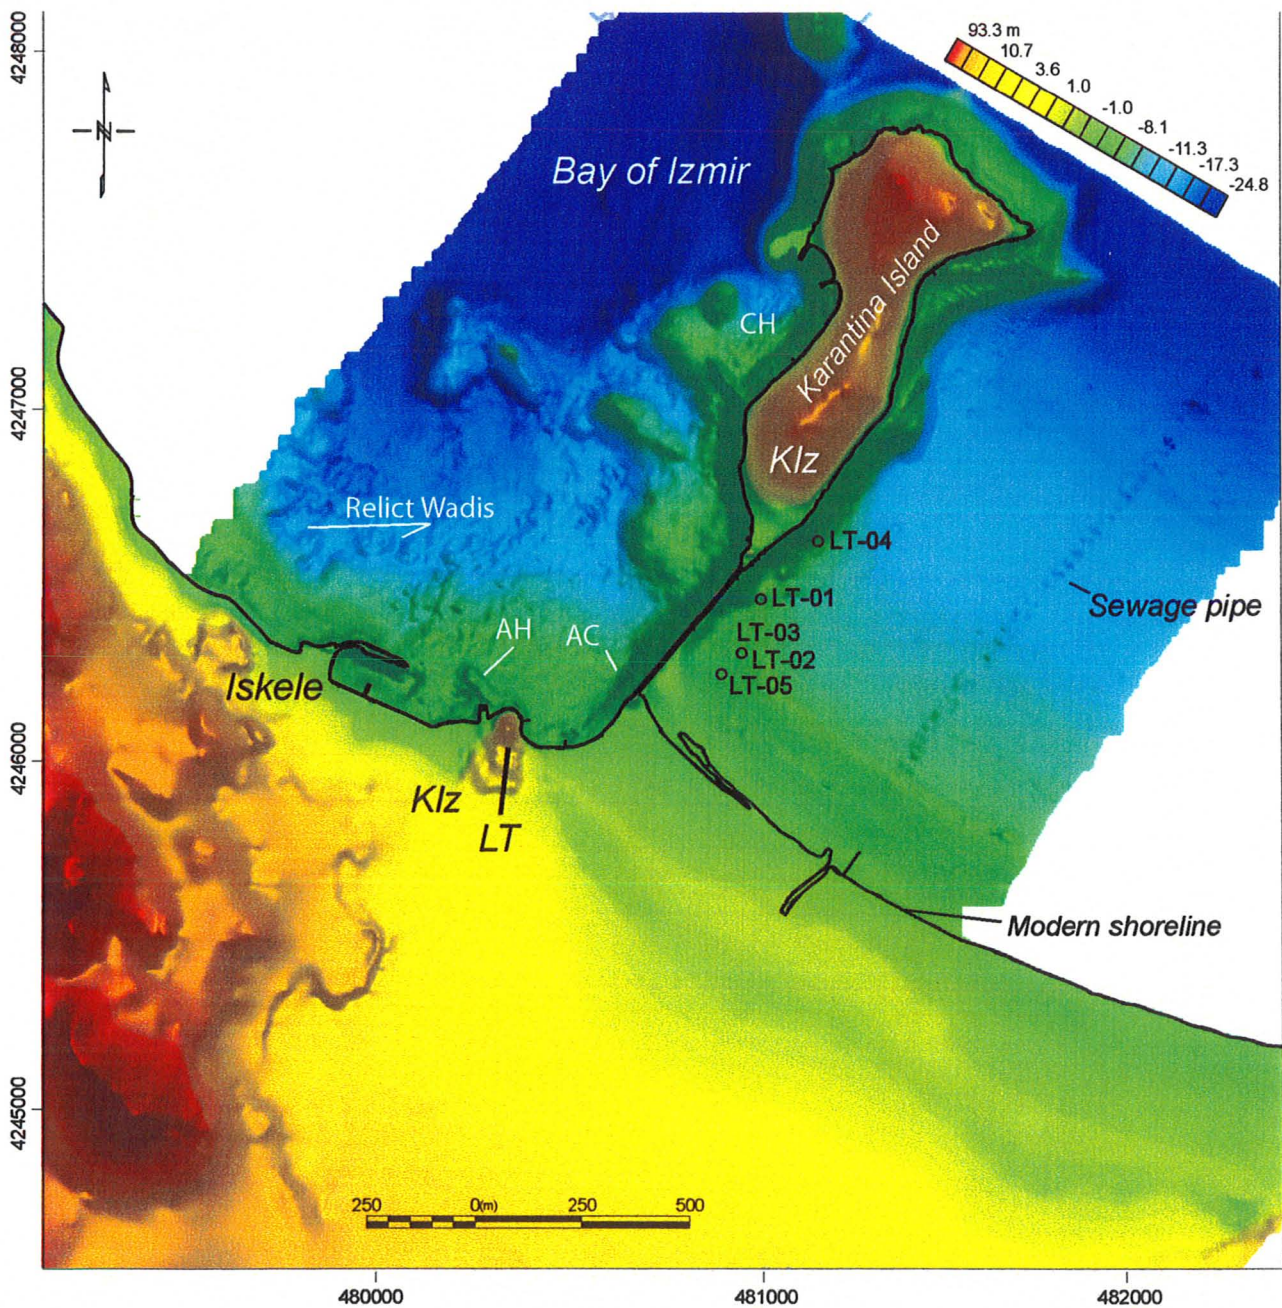 93.3 m
10.7
3.6
1.0
-1.0
-8.1
-11.3
-17.3
-24.8
4248000
N
Bay of Izmir
Karantina Island
CH
4247000
Klz
Relict Wadis
LT-04
LT-01
Sewage pipe
AH
AC
LT-03
LT-02
LT-05
Iskele
4246000
Klz
LT
Modern shoreline
4245000
250 0(m) 250 500
480000 481000 482000